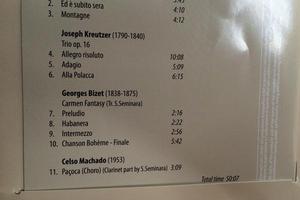 2. Ed è subito sera 4:10
3. Montagne 4:12
Joseph Kreutzer (1790-1840)
Trio op. 16
4. Allegro risoluto 10:08
5. Adagio 5:09
6. Alla Polacca 6:15
Georges Bizet (1838-1875)
Carmen Fantasy (Tr. S.Seminara)
7. Preludio 2:16
8. Habanera 2:22
9. Intermezzo 2:56
10. Chanson Bohème - Finale 5:42
Celso Machado (1953)
11. Paçoca (Choro) (Clarinet part by S.Seminara) 3:09
Total time 50:07